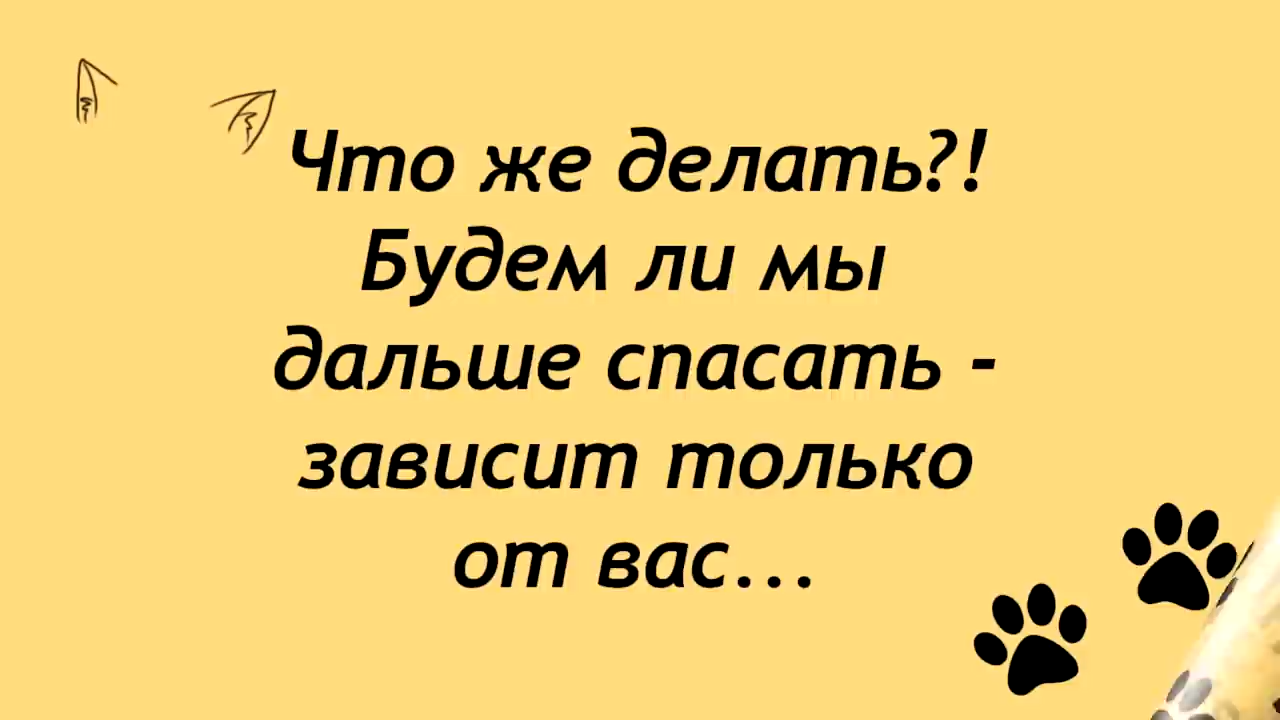 Что же делать?!
Будем ли мы
дальше спасать -
зависит только
от вас...